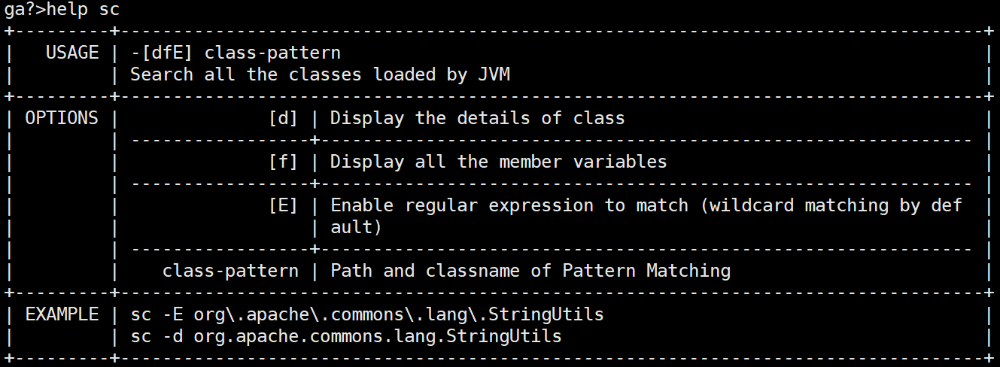 ga?>help sc
+---------+----------------------------------------------------------------------------------+
|   USAGE | -[dfE] class-pattern                                                             |
|         | Search all the classes loaded by JVM                                             |
+---------+----------------------------------------------------------------------------------+
| OPTIONS |             [d] | Display the details of class                                   |
|         | -----------------+-------------------------------------------------------------- |
|         |             [f] | Display all the member variables                               |
|         | -----------------+-------------------------------------------------------------- |
|         |             [E] | Enable regular expression to match (wildcard matching by def   |
|         |                 | ault)                                                          |
|         | -----------------+-------------------------------------------------------------- |
|         |   class-pattern | Path and classname of Pattern Matching                         |
+---------+----------------------------------------------------------------------------------+
| EXAMPLE | sc -E org\.apache\.commons\.lang\.StringUtils                                    |
|         | sc -d org.apache.commons.lang.StringUtils                                        |
+---------+----------------------------------------------------------------------------------+